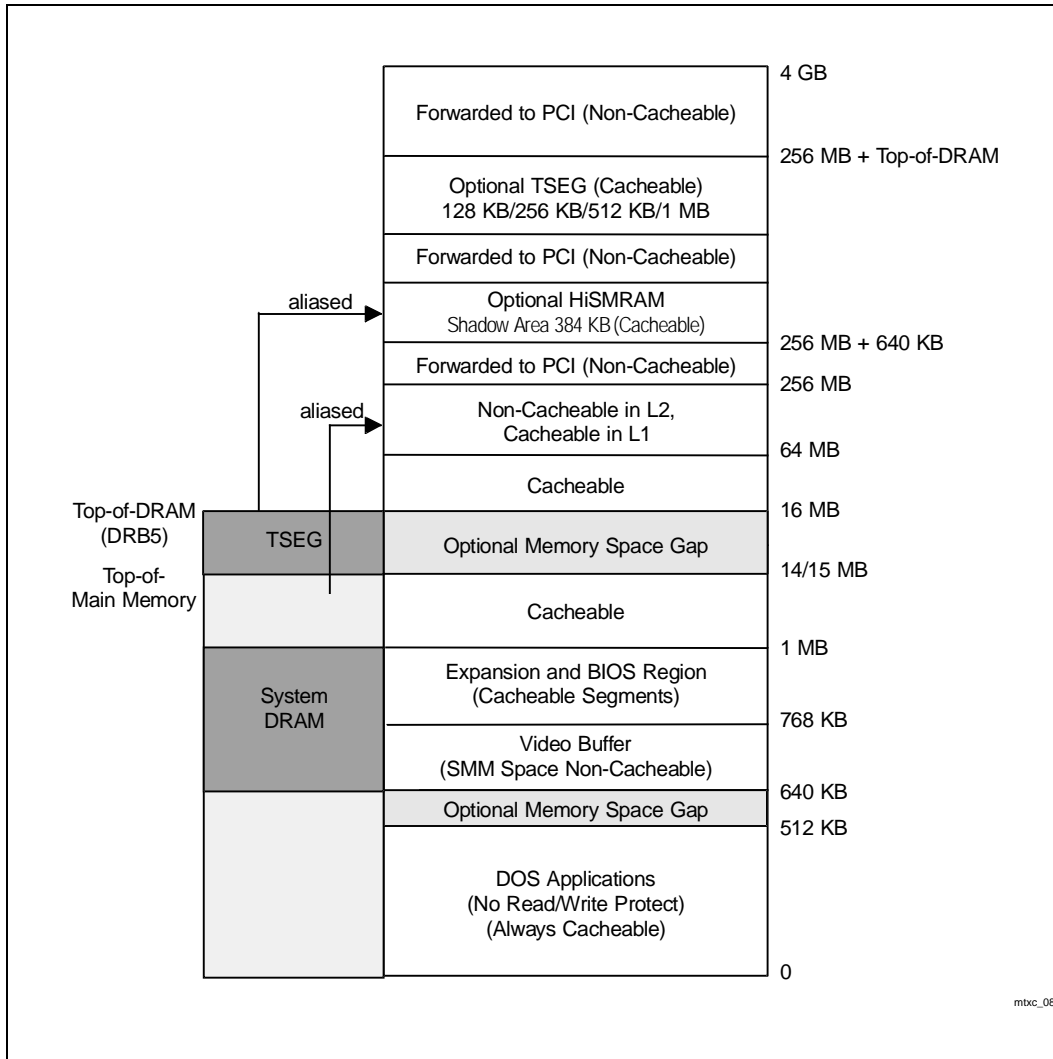 4 GB
Forwarded to PCI (Non-Cacheable)
256 MB + Top-of-DRAM
Optional TSEG (Cacheable)
128 KB/256 KB/512 KB/1 MB
Forwarded to PCI (Non-Cacheable)
aliased
Optional HiSMRAM
Shadow Area 384 KB (Cacheable)
256 MB + 640 KB
Forwarded to PCI (Non-Cacheable)
256 MB
aliased
Non-Cacheable in L2,
Cacheable in L1
64 MB
Cacheable
Top-of-DRAM
(DRB5)
16 MB
TSEG
Optional Memory Space Gap
14/15 MB
Top-of-
Main Memory
Cacheable
1 MB
Expansion and BIOS Region
(Cacheable Segments)
System
DRAM
768 KB
Video Buffer
(SMM Space Non-Cacheable)
640 KB
Optional Memory Space Gap
512 KB
DOS Applications
(No Read/Write Protect)
(Always Cacheable)
0
mtxc_08